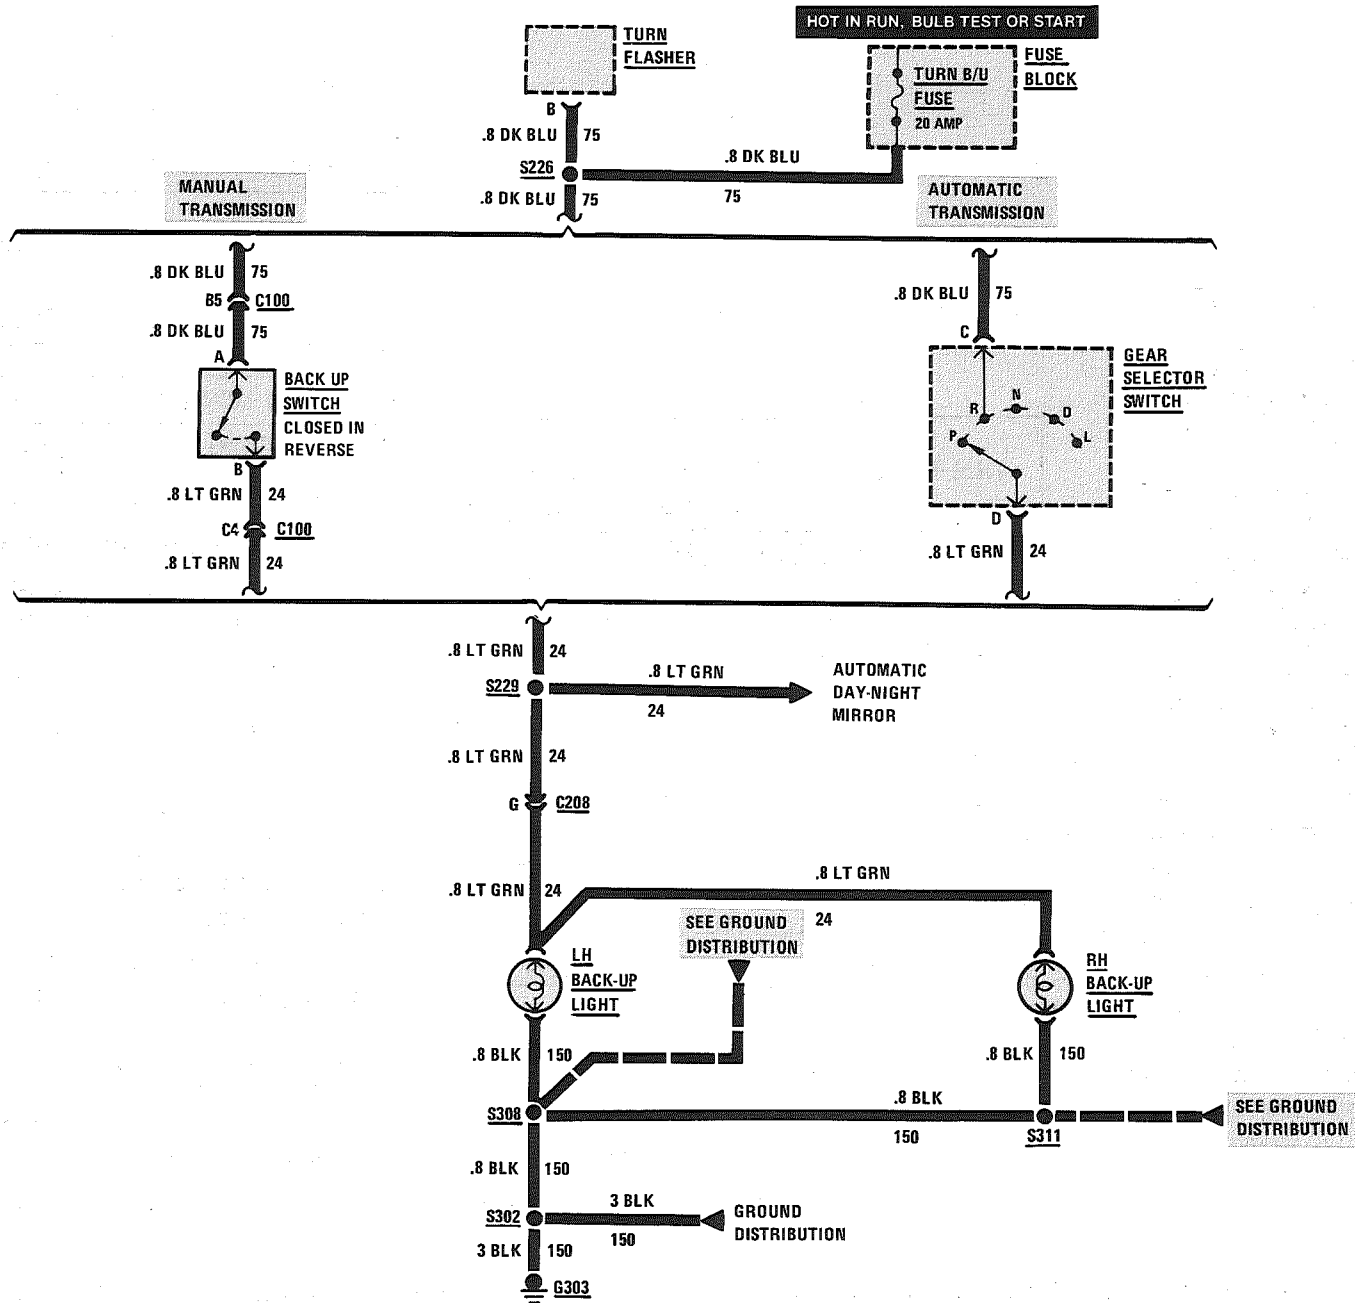 HOT IN RUN, BULB TEST OR START
TURN
FLASHER
FUSE
BLOCK
TURN B/U
FUSE
20 AMP
B
.8 DK BLU 75
.8 DK BLU
75
S226
.8 DK BLU 75
MANUAL
TRANSMISSION
AUTOMATIC
TRANSMISSION
.8 DK BLU 75
B5 C100
.8 DK BLU 75
A
BACK UP
SWITCH
CLOSED IN
REVERSE
B
.8 LT GRN 24
C4 C100
.8 LT GRN 24
.8 DK BLU 75
C
GEAR
SELECTOR
SWITCH
P
R
N
D
L
D
.8 LT GRN 24
.8 LT GRN 24
S229
.8 LT GRN
24
AUTOMATIC
DAY-NIGHT
MIRROR
.8 LT GRN 24
G C208
.8 LT GRN 24
.8 LT GRN
24
SEE GROUND
DISTRIBUTION
LH
BACK-UP
LIGHT
RH
BACK-UP
LIGHT
.8 BLK 150
.8 BLK 150
S308
.8 BLK
150
S311
SEE GROUND
DISTRIBUTION
.8 BLK 150
S302
3 BLK
150
GROUND
DISTRIBUTION
3 BLK 150
G303